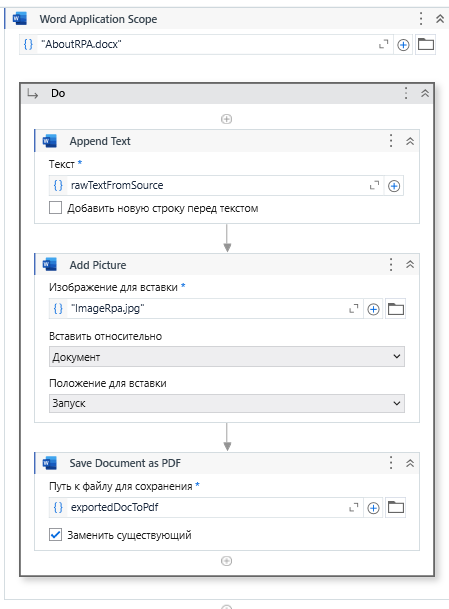 Word Application Scope
{} "AboutRPA.docx"
Do
Append Text
Текст *
{} rawTextFromSource
Добавить новую строку перед текстом
Add Picture
Изображение для вставки *
{} "ImageRpa.jpg"
Вставить относительно
Документ
Положение для вставки
Запуск
Save Document as PDF
Путь к файлу для сохранения *
{} exportedDocToPdf
Заменить существующий